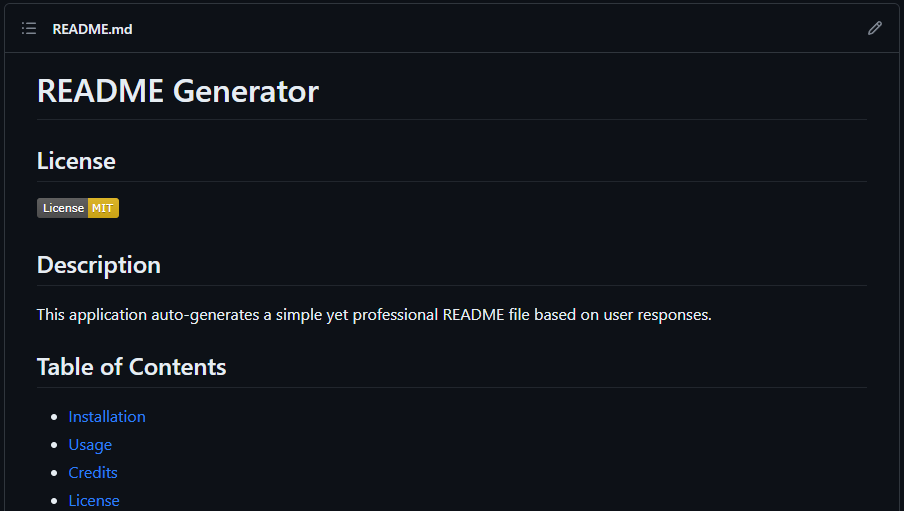 README.md
README Generator
License
License MIT
Description
This application auto-generates a simple yet professional README file based on user responses.
Table of Contents
Installation
Usage
Credits
License